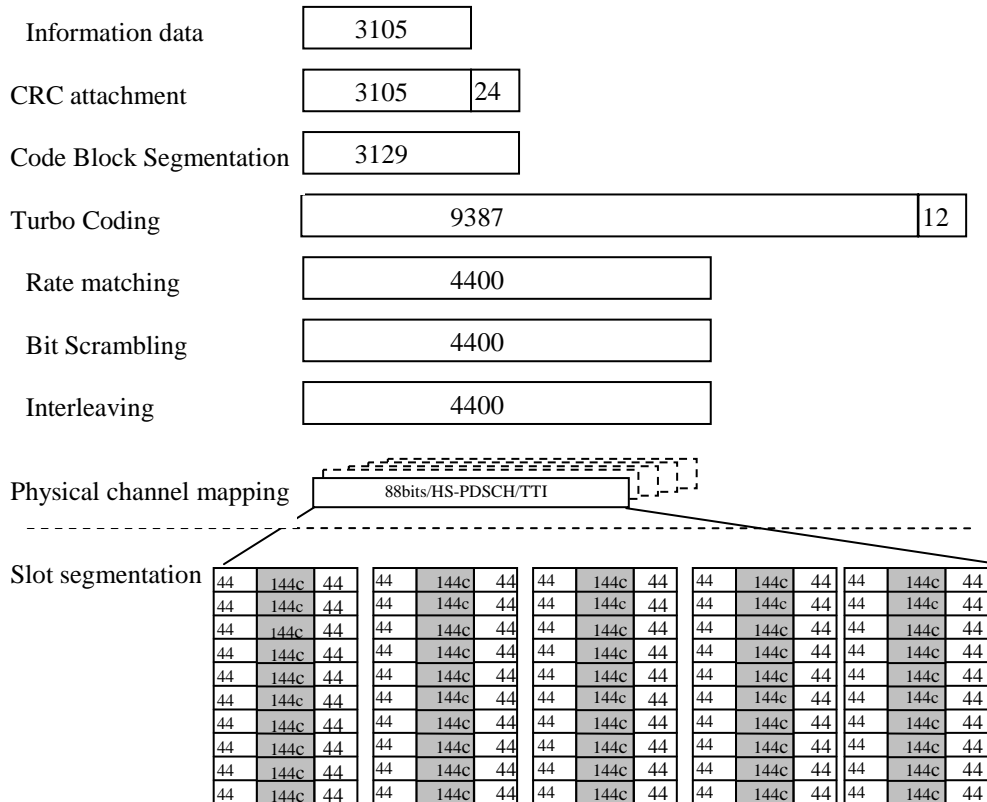 Information data 3105
CRC attachment 3105 24
Code Block Segmentation 3129
Turbo Coding 9387 12
Rate matching 4400
Bit Scrambling 4400
Interleaving 4400
Physical channel mapping 88bits/HS-PDSCH/TTI
Slot segmentation 44 144c 44 44 144c 44 44 144c 44 44 144c 44 44 144c 44
44 144c 44 44 144c 44 44 144c 44 44 144c 44 44 144c 44
44 144c 44 44 144c 44 44 144c 44 44 144c 44 44 144c 44
44 144c 44 44 144c 44 44 144c 44 44 144c 44 44 144c 44
44 144c 44 44 144c 44 44 144c 44 44 144c 44 44 144c 44
44 144c 44 44 144c 44 44 144c 44 44 144c 44 44 144c 44
44 144c 44 44 144c 44 44 144c 44 44 144c 44 44 144c 44
44 144c 44 44 144c 44 44 144c 44 44 144c 44 44 144c 44
44 144c 44 44 144c 44 44 144c 44 44 144c 44 44 144c 44
44 144c 44 44 144c 44 44 144c 44 44 144c 44 44 144c 44